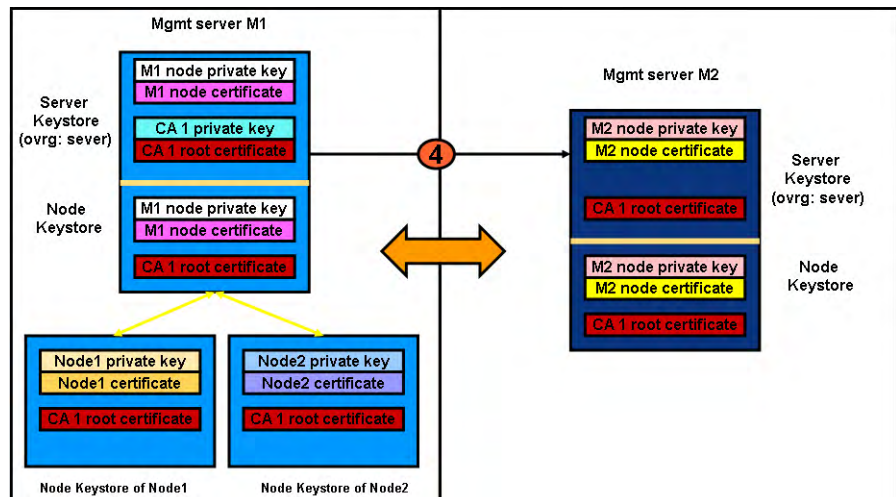 Mgmt server M1
M1 node private key
M1 node certificate
Server
Keystore
(ovrg: sever)
CA 1 private key
CA 1 root certificate
Node
Keystore
M1 node private key
M1 node certificate
CA 1 root certificate
Node1 private key
Node1 certificate
CA 1 root certificate
Node Keystore of Node1
Node2 private key
Node2 certificate
CA 1 root certificate
Node Keystore of Node2
4
Mgmt server M2
M2 node private key
M2 node certificate
CA 1 root certificate
Server
Keystore
(ovrg: sever)
M2 node private key
M2 node certificate
CA 1 root certificate
Node
Keystore